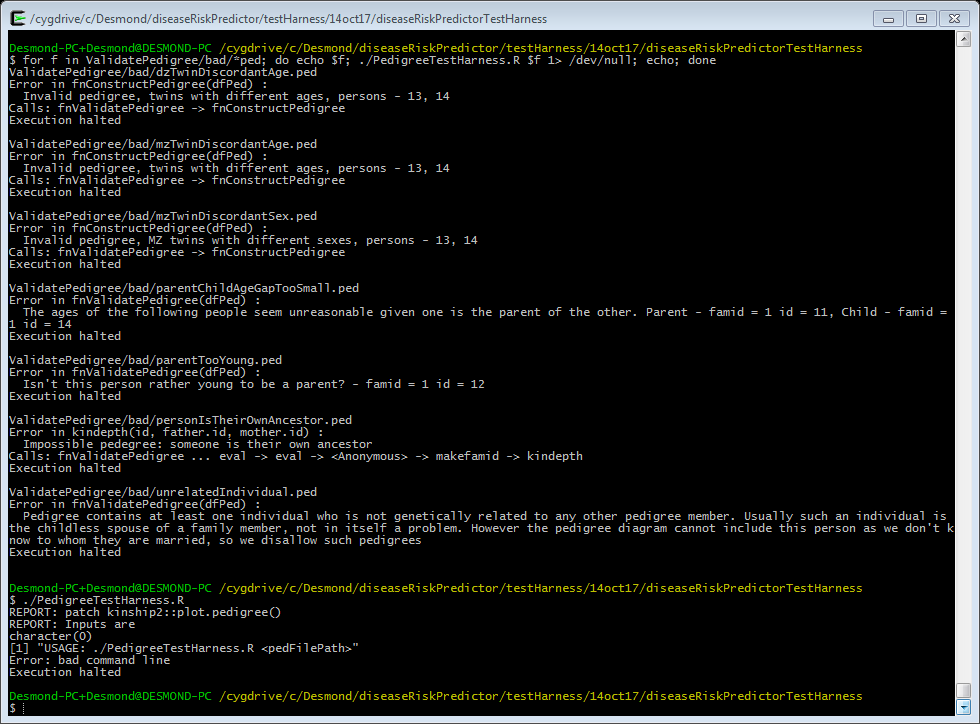 /cygdrive/c/Desmond/diseaseRiskPredictor/testHarness/14oct17/diseaseRiskPredictorTestHarness
Desmond-PC+Desmond@DESMOND-PC /cygdrive/c/Desmond/diseaseRiskPredictor/testHarness/14oct17/diseaseRiskPredictorTestHarness
$ for f in ValidatePedigree/bad/*ped; do echo $f; ./PedigreeTestHarness.R $f 1> /dev/null; echo; done
ValidatePedigree/bad/dzTwinDiscordantAge.ped
Error in fnConstructPedigree(dfPed) :
  Invalid pedigree, twins with different ages, persons - 13, 14
Calls: fnValidatePedigree -> fnConstructPedigree
Execution halted

ValidatePedigree/bad/mzTwinDiscordantAge.ped
Error in fnConstructPedigree(dfPed) :
  Invalid pedigree, twins with different ages, persons - 13, 14
Calls: fnValidatePedigree -> fnConstructPedigree
Execution halted

ValidatePedigree/bad/mzTwinDiscordantSex.ped
Error in fnConstructPedigree(dfPed) :
  Invalid pedigree, MZ twins with different sexes, persons - 13, 14
Calls: fnValidatePedigree -> fnConstructPedigree
Execution halted

ValidatePedigree/bad/parentChildAgeGapTooSmall.ped
Error in fnValidatePedigree(dfPed) :
  The ages of the following people seem unreasonable given one is the parent of the other. Parent - famid = 1 id = 11, Child - famid =
1 id = 14
Execution halted

ValidatePedigree/bad/parentTooYoung.ped
Error in fnValidatePedigree(dfPed) :
  Isn't this person rather young to be a parent? - famid = 1 id = 12
Execution halted

ValidatePedigree/bad/personIsTheirOwnAncestor.ped
Error in kindepth(id, father.id, mother.id) :
  Impossible pedegree: someone is their own ancestor
Calls: fnValidatePedigree ... eval -> eval -> <Anonymous> -> makefamid -> kindepth
Execution halted

ValidatePedigree/bad/unrelatedIndividual.ped
Error in fnValidatePedigree(dfPed) :
  Pedigree contains at least one individual who is not genetically related to any other pedigree member. Usually such an individual is
the childless spouse of a family member, not in itself a problem. However the pedigree diagram cannot include this person as we don't k
now to whom they are married, so we disallow such pedigrees
Execution halted

Desmond-PC+Desmond@DESMOND-PC /cygdrive/c/Desmond/diseaseRiskPredictor/testHarness/14oct17/diseaseRiskPredictorTestHarness
$ ./PedigreeTestHarness.R
REPORT: patch kinship2::plot.pedigree()
REPORT: Inputs are
character(0)
[1] "USAGE: ./PedigreeTestHarness.R <pedFilePath>"
Error: bad command line
Execution halted

Desmond-PC+Desmond@DESMOND-PC /cygdrive/c/Desmond/diseaseRiskPredictor/testHarness/14oct17/diseaseRiskPredictorTestHarness
$